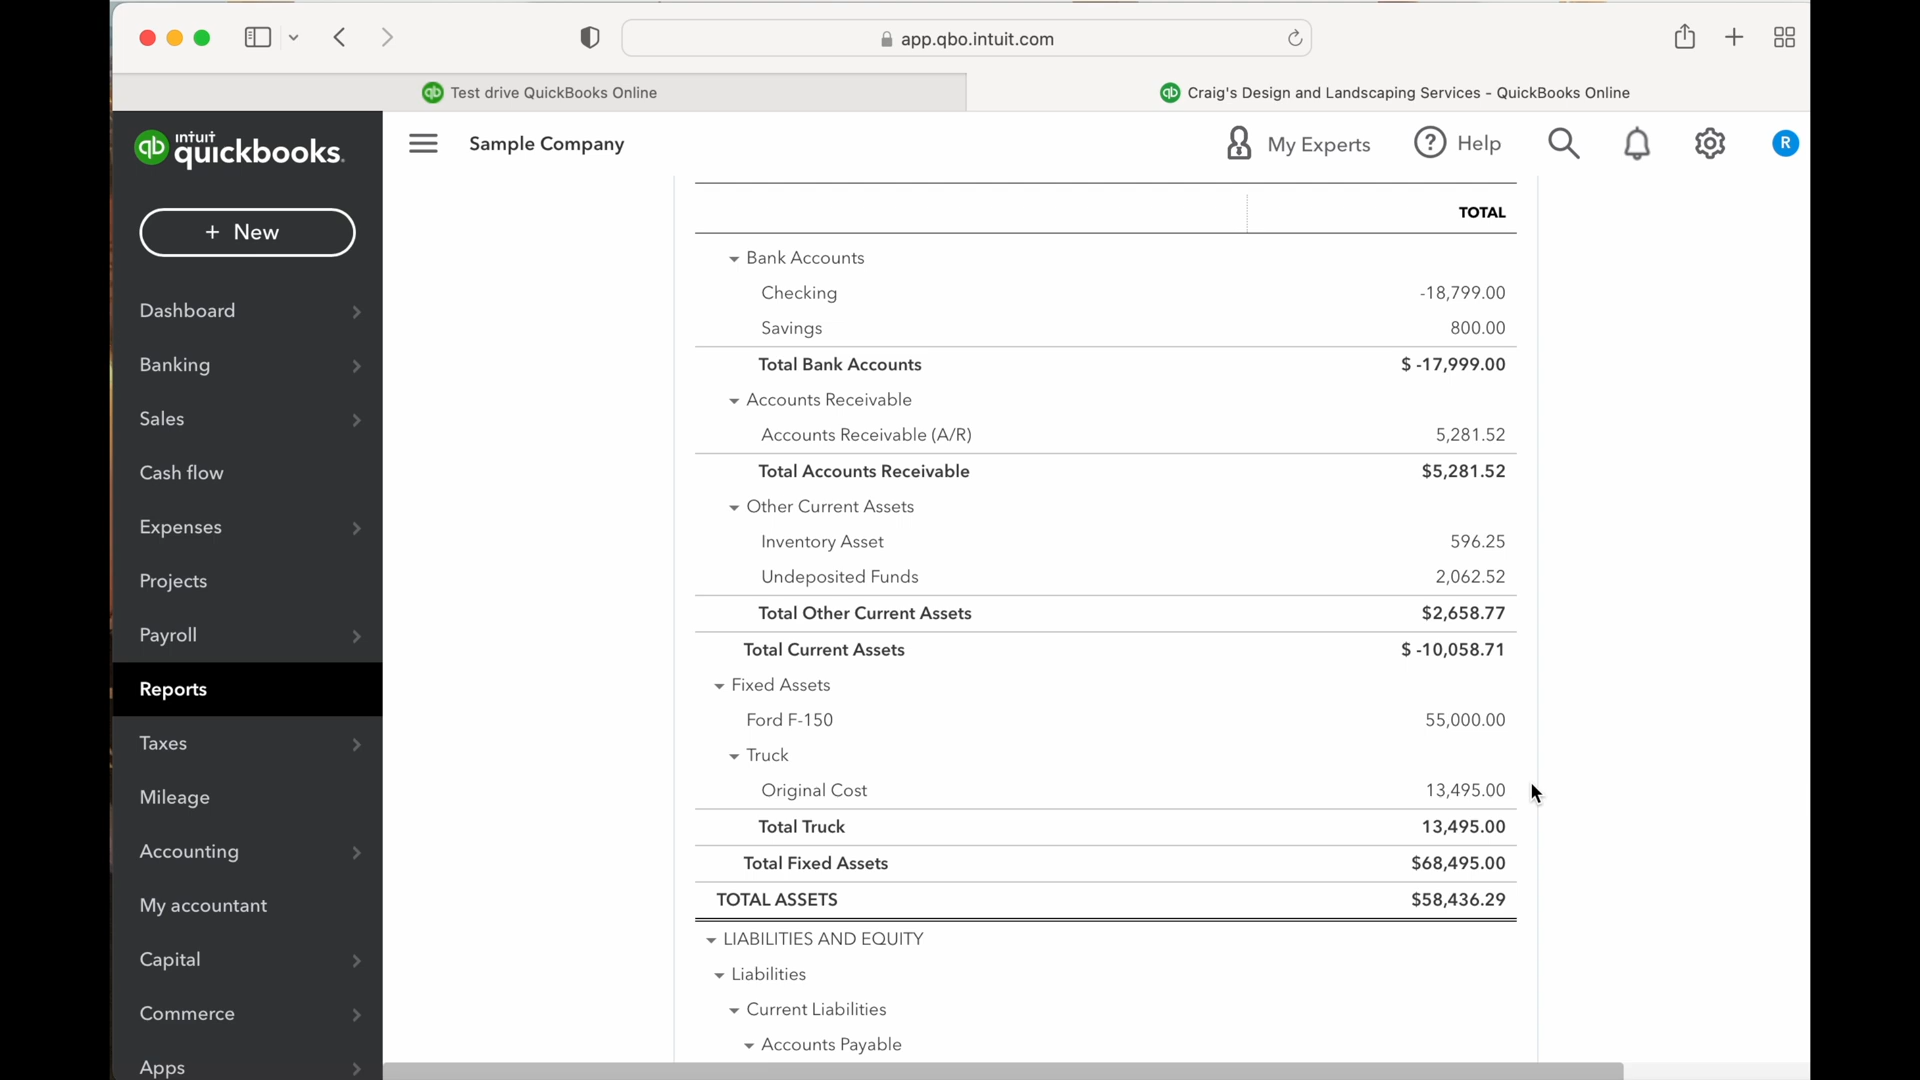 app.qbo.intuit.com
Test drive QuickBooks Online
Craig's Design and Landscaping Services - QuickBooks Online
qb intuit quickbooks.
Sample Company
My Experts
Help
R
+ New
Dashboard
Banking
Sales
Cash flow
Expenses
Projects
Payroll
Reports
Taxes
Mileage
Accounting
My accountant
Capital
Commerce
Apps
TOTAL
Bank Accounts
Checking -18,799.00
Savings 800.00
Total Bank Accounts $ -17,999.00
Accounts Receivable
Accounts Receivable (A/R) 5,281.52
Total Accounts Receivable $5,281.52
Other Current Assets
Inventory Asset 596.25
Undeposited Funds 2,062.52
Total Other Current Assets $2,658.77
Total Current Assets $ -10,058.71
Fixed Assets
Ford F-150 55,000.00
Truck
Original Cost 13,495.00
Total Truck 13,495.00
Total Fixed Assets $68,495.00
TOTAL ASSETS $58,436.29
LIABILITIES AND EQUITY
Liabilities
Current Liabilities
Accounts Payable